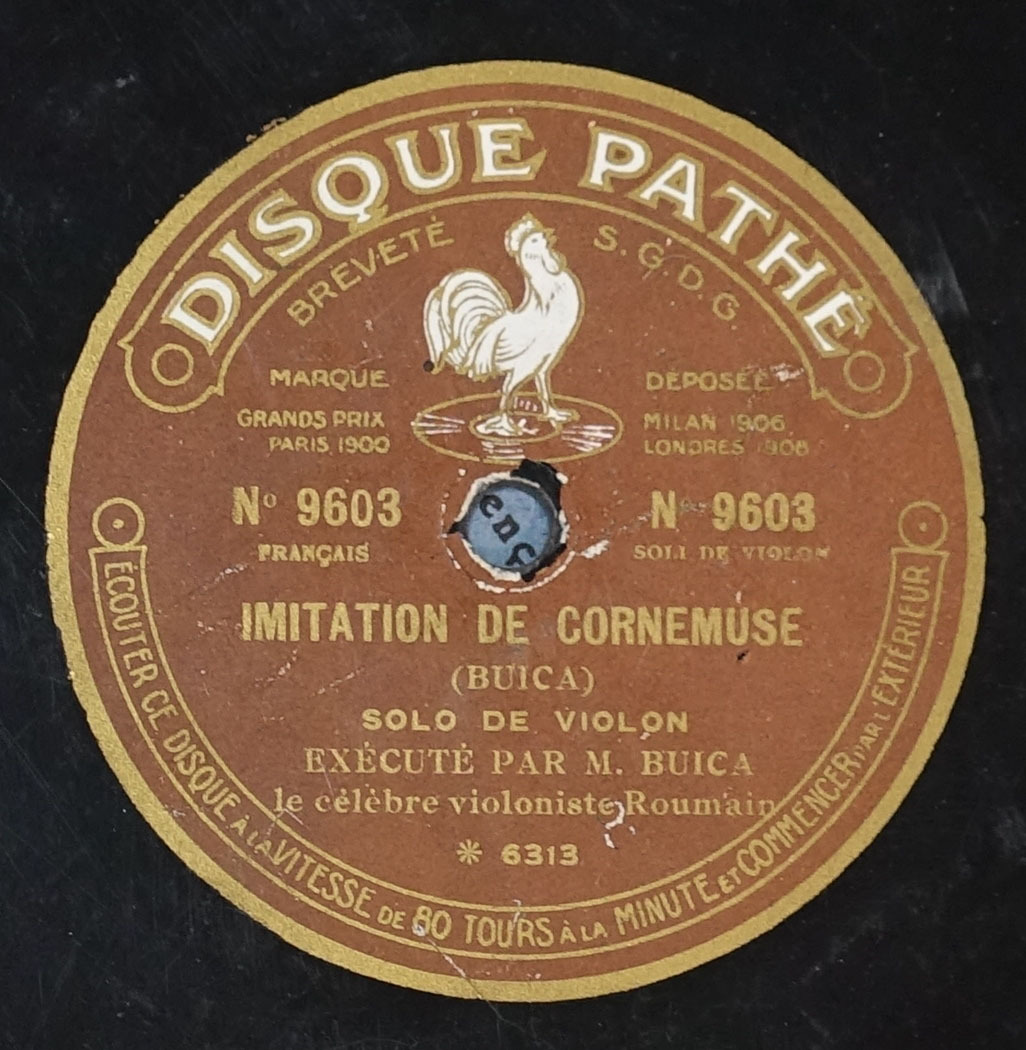 DISQUE PATHÉ
BREVETÉ S.G.D.G.
MARQUE DÉPOSÉE
GRANDS PRIX MILAN 1906
PARIS 1900 LONDRES 1908
Nº 9603 Nº 9603
FRANÇAIS SOLI DE VIOLON
enc
IMITATION DE CORNEMUSE
(BUICA)
SOLO DE VIOLON
EXÉCUTÉ PAR M. BUICA
le célèbre violoniste Roumain
* 6313
ÉCOUTER CE DISQUE À LA VITESSE DE 80 TOURS À LA MINUTE ET COMMENCER PAR L'EXTÉRIEUR